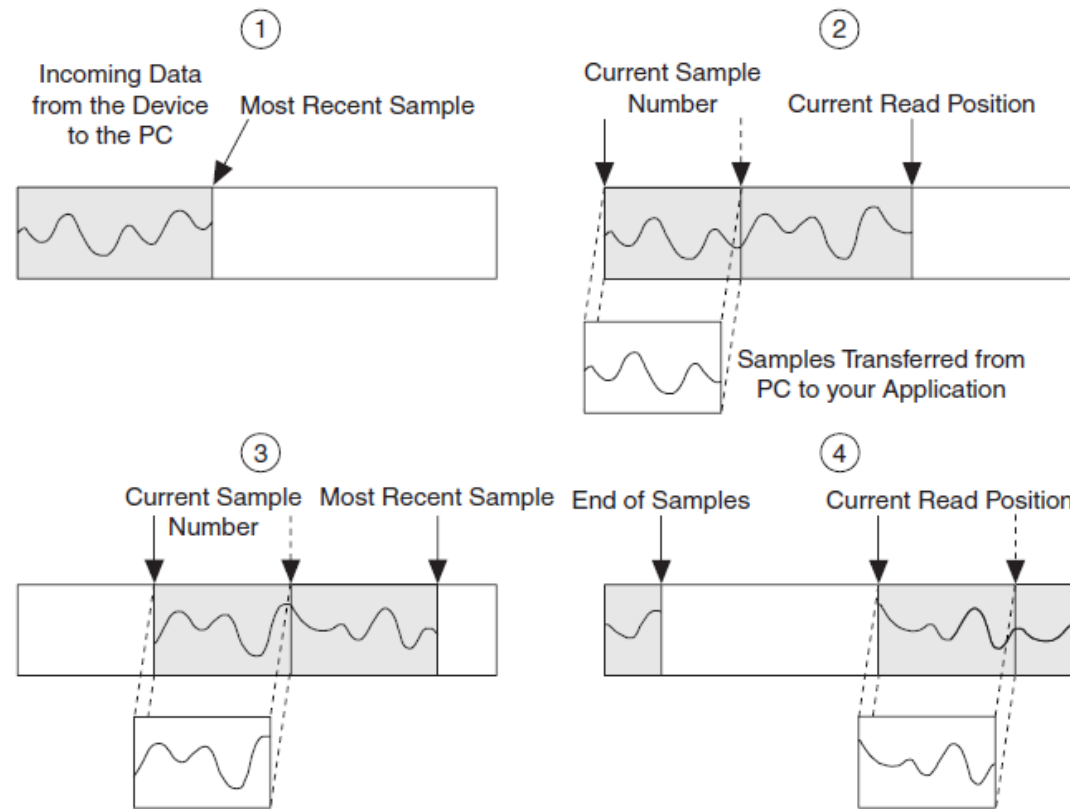 1
Incoming Data
from the Device
to the PC
Most Recent Sample
2
Current Sample
Number
Current Read Position
Samples Transferred from
PC to your Application
3
Current Sample
Number
Most Recent Sample
4
End of Samples
Current Read Position